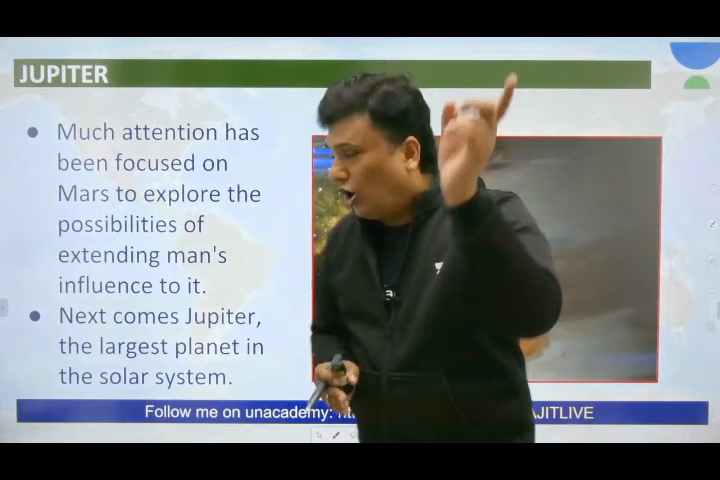 JUPITER
● Much attention has
been focused on
Mars to explore the
possibilities of
extending man's
influence to it.
● Next comes Jupiter,
the largest planet in
the solar system.
Follow me on unacademy: AJITLIVE